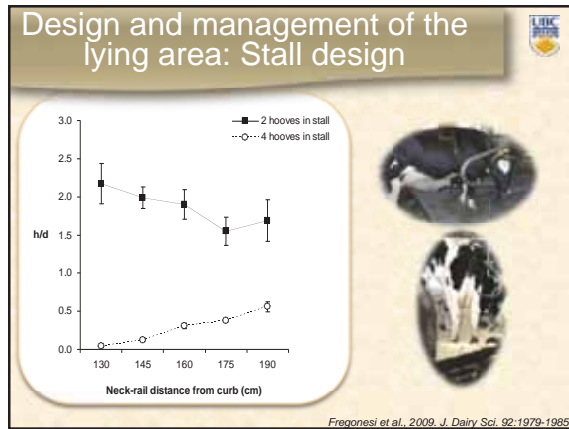 Design and management of the
lying area: Stall design
UBC
3.0
2 hooves in stall
4 hooves in stall
2.5
2.0
1.5
h/d
1.0
0.5
0.0
130 145 160 175 190
Neck-rail distance from curb (cm)
Fregonesi et al., 2009. J. Dairy Sci. 92:1979-1985